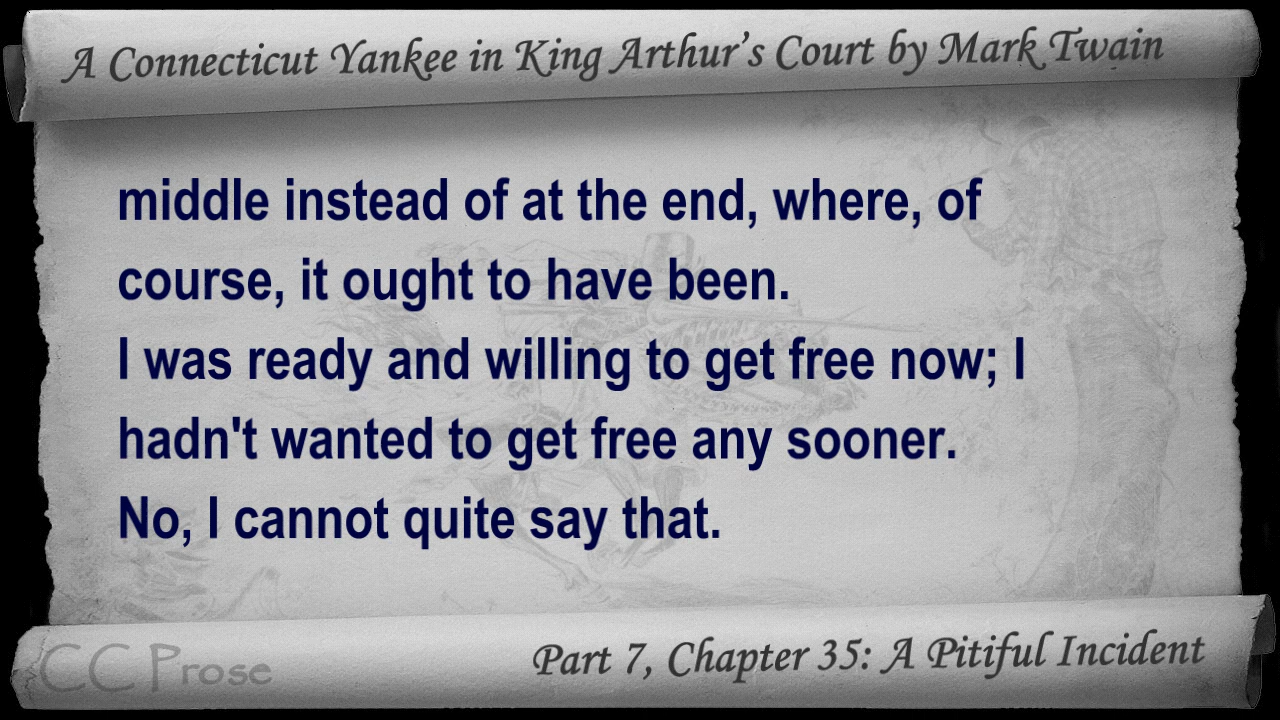 A Connecticut Yankee in King Arthur’s Court by Mark Twain
middle instead of at the end, where, of
course, it ought to have been.
I was ready and willing to get free now; I
hadn't wanted to get free any sooner.
No, I cannot quite say that.
CC Prose
Part 7, Chapter 35: A Pitiful Incident